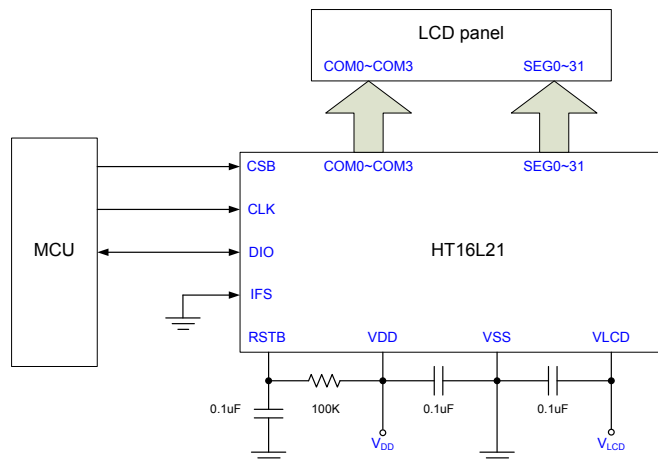 LCD panel
COM0~COM3 SEG0~31
COM0~COM3 SEG0~31
CSB
CLK
MCU DIO HT16L21
IFS
RSTB VDD VSS VLCD
0.1uF 100K 0.1uF 0.1uF
VDD VLCD